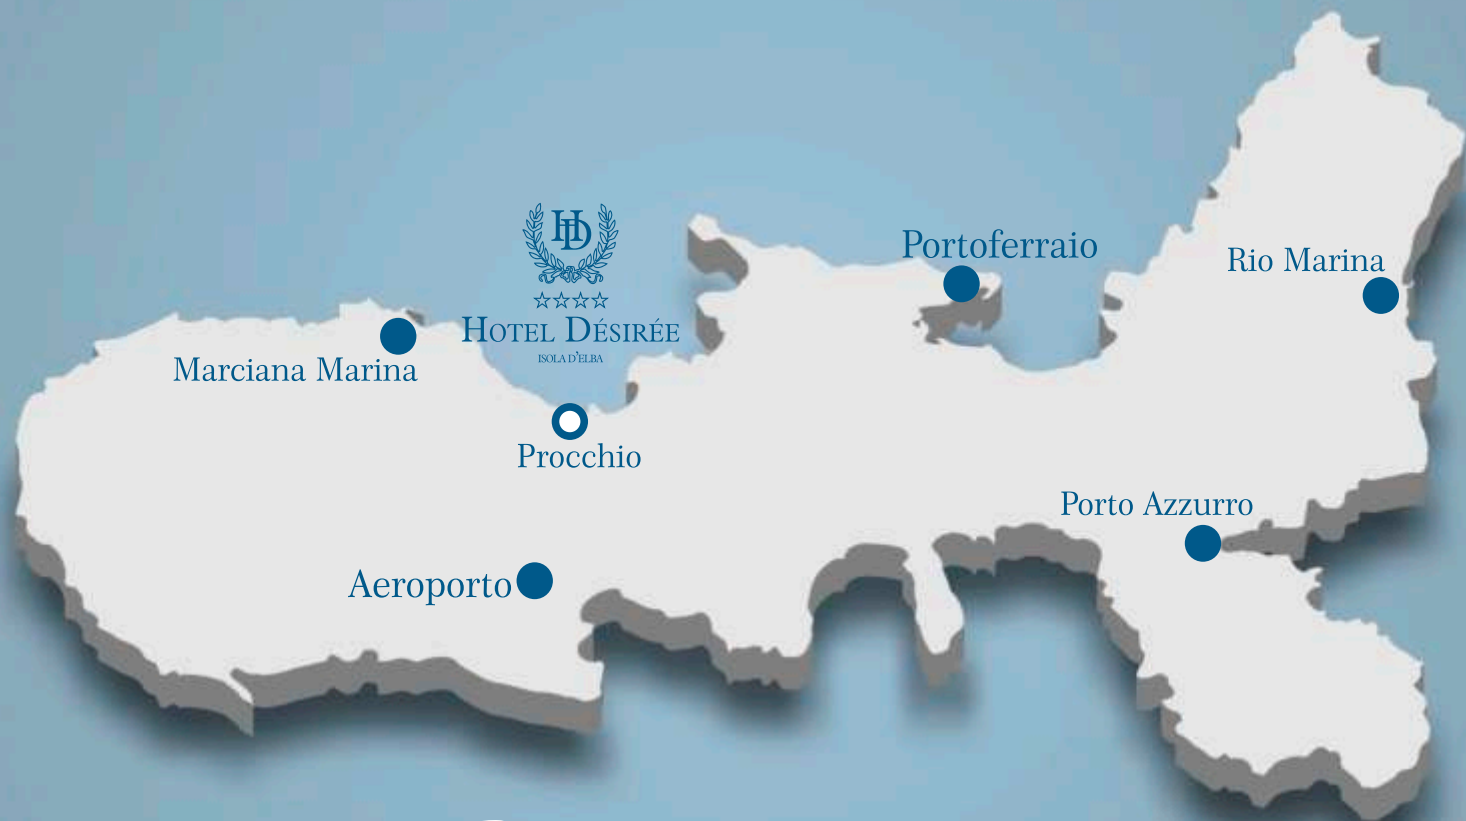 HD
HOTEL DÉSIRÉE
ISOLA D'ELBA
Portoferraio
Rio Marina
Marciana Marina
Procchio
Porto Azzurro
Aeroporto